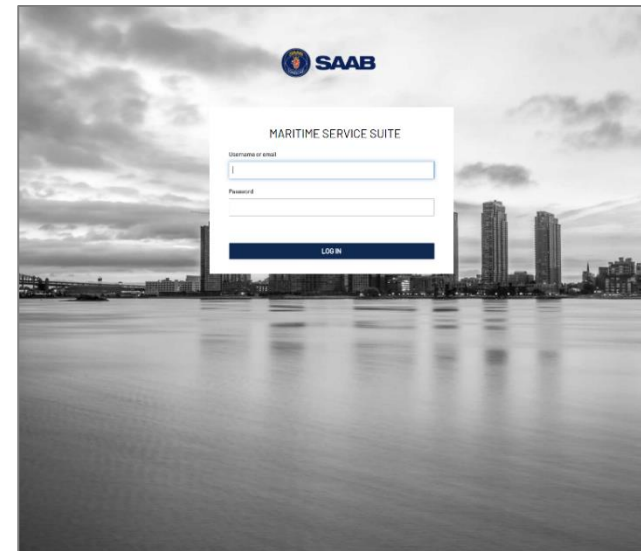 SAAB
MARITIME SERVICE SUITE
Username or email
Password
LOG IN